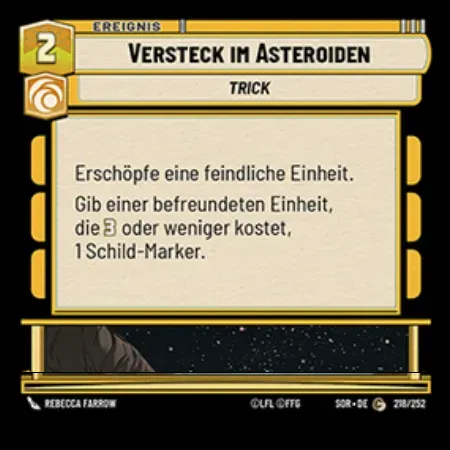 EREIGNIS
2
VERSTECK IM ASTEROIDEN
TRICK
Erschöpfe eine feindliche Einheit.
Gib einer befreundeten Einheit,
die 3 oder weniger kostet,
1 Schild-Marker.
REBECCA FARROW ©LFL ©FFG SOR • DE C 218/252